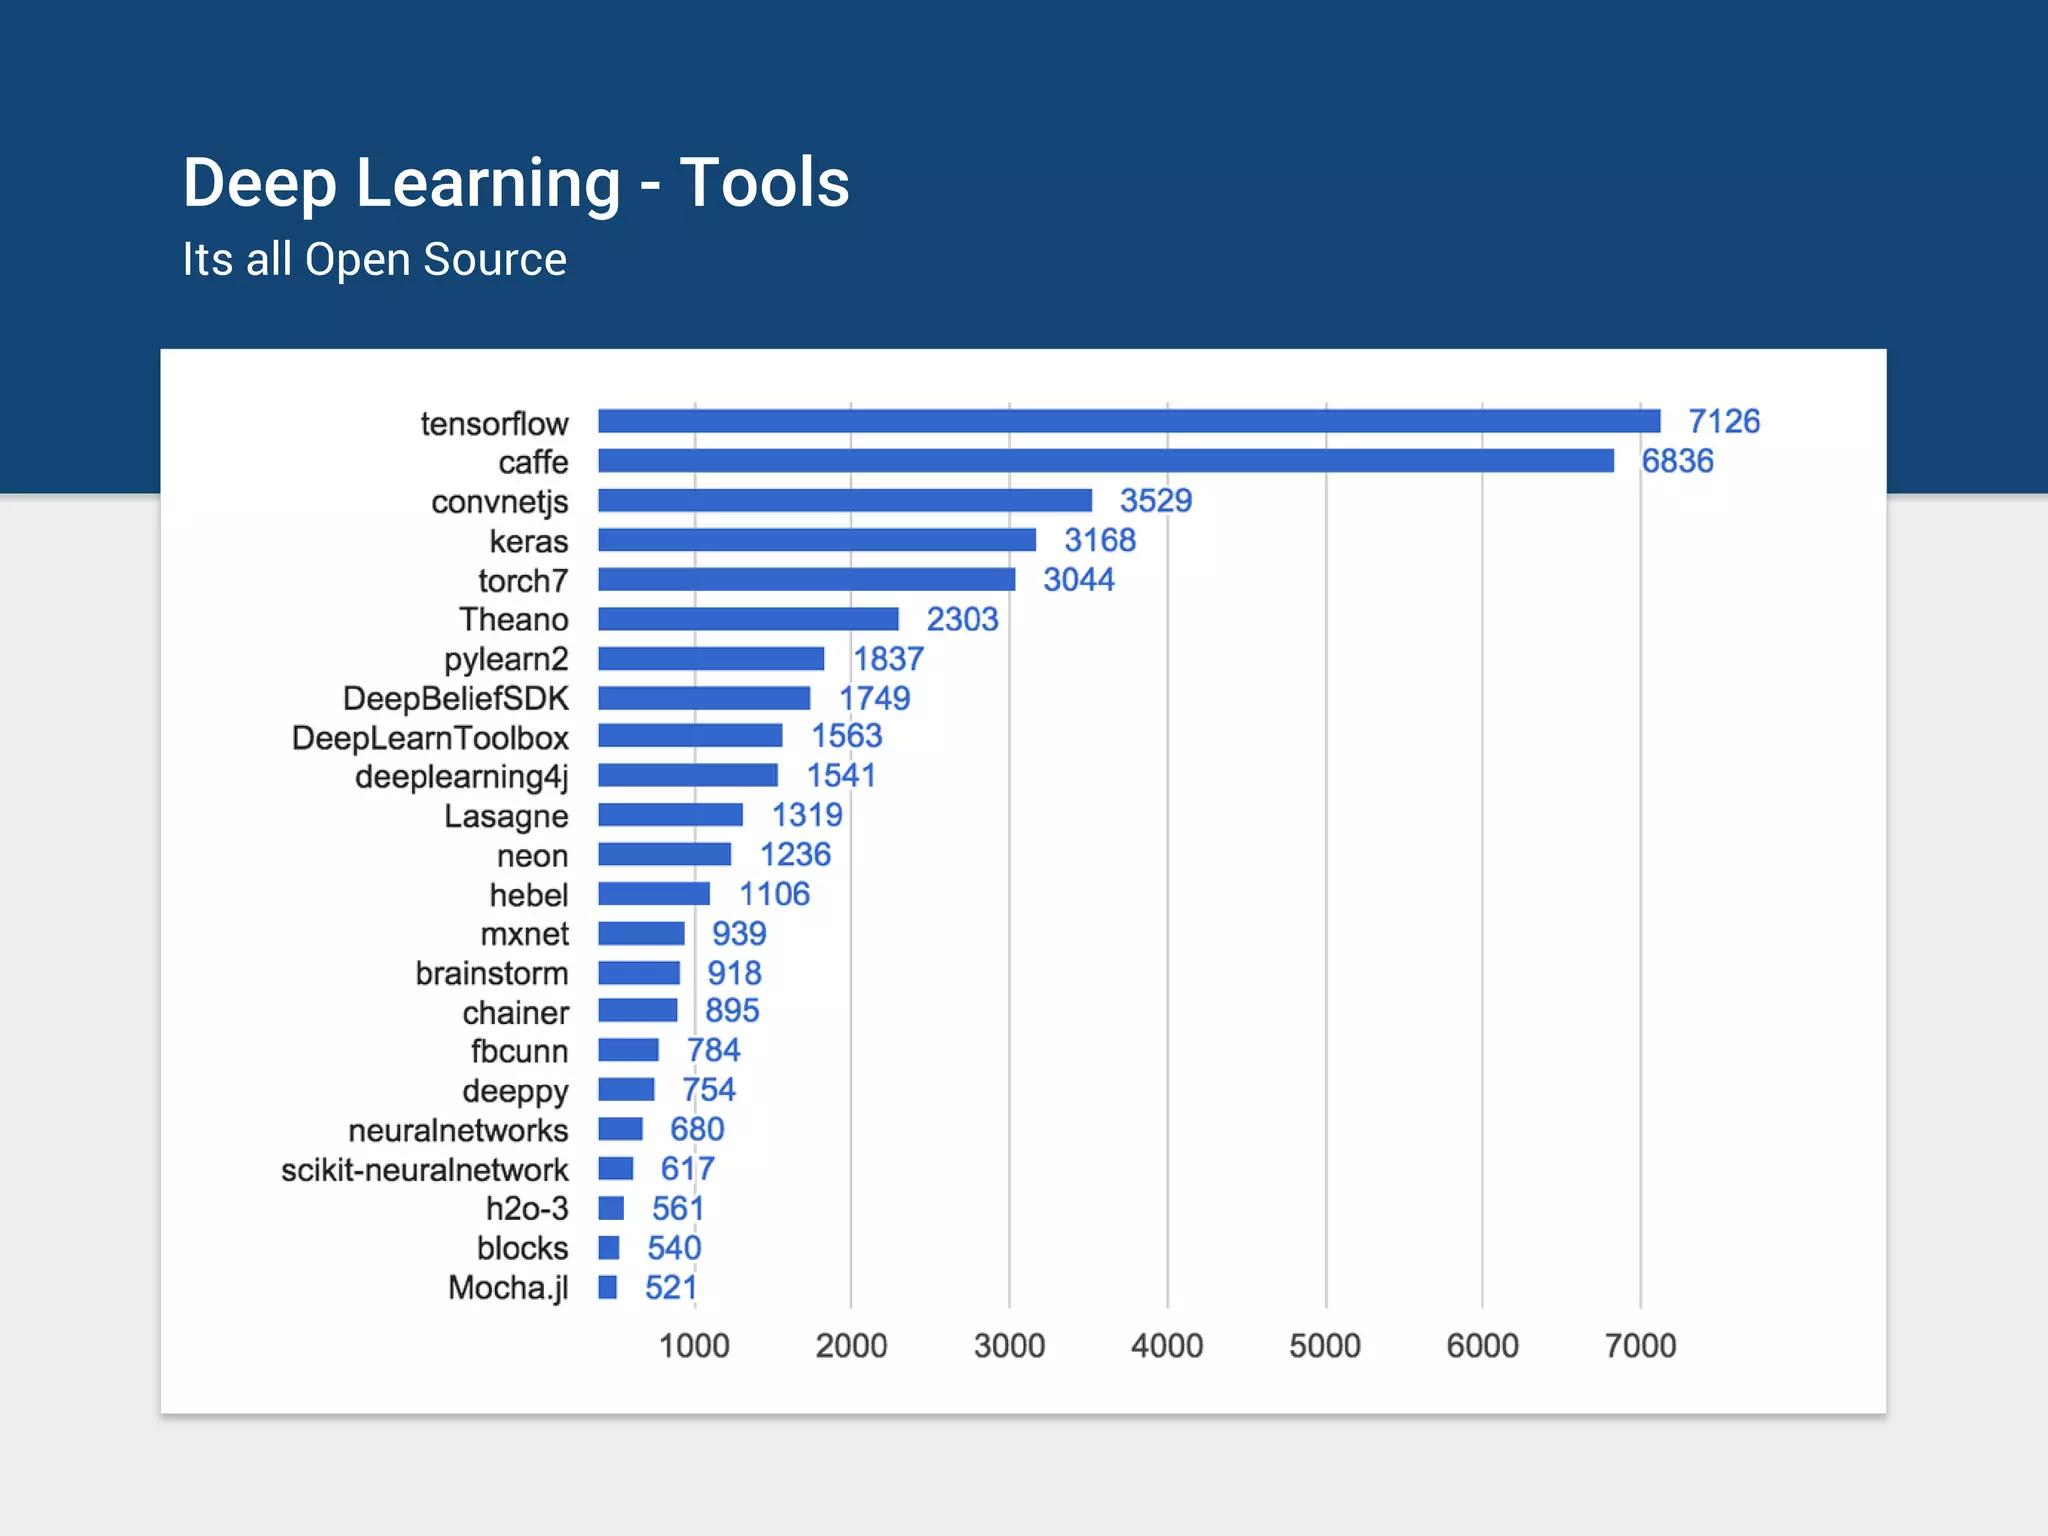 Deep Learning - Tools
Its all Open Source
tensorflow 7126
caffe 6836
convnetjs 3529
keras 3168
torch7 3044
Theano 2303
pylearn2 1837
DeepBeliefSDK 1749
DeepLearnToolbox 1563
deeplearning4j 1541
Lasagne 1319
neon 1236
hebel 1106
mxnet 939
brainstorm 918
chainer 895
fbcunn 784
deeppy 754
neuralnetworks 680
scikit-neuralnetwork 617
h2o-3 561
blocks 540
Mocha.jl 521
1000 2000 3000 4000 5000 6000 7000